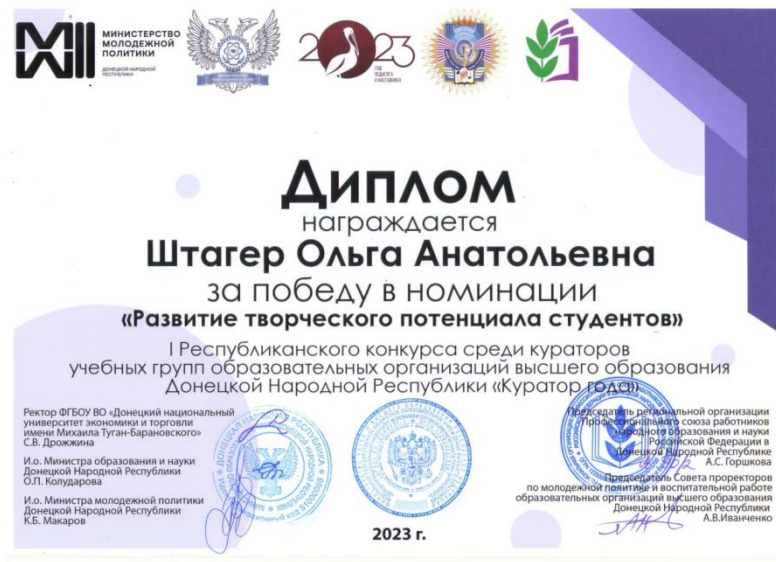 МИНИСТЕРСТВО
МОЛОДЕЖНОЙ
ПОЛИТИКИ
ДОНЕЦКОЙ НАРОДНОЙ
РЕСПУБЛИКИ
2023
ГОД
ПЕДАГОГА
И НАСТАВНИКА
Диплом
награждается
Штагер Ольга Анатольевна
за победу в номинации
«Развитие творческого потенциала студентов»
I Республиканского конкурса среди кураторов
учебных групп образовательных организаций высшего образования
Донецкой Народной Республики «Куратор года»
Ректор ФГБОУ ВО «Донецкий национальный
университет экономики и торговли
имени Михаила Туган-Барановского»
С.В. Дрожжина
И.о. Министра образования и науки
Донецкой Народной Республики
О.П. Колударова
И.о. Министра молодежной политики
Донецкой Народной Республики
К.Б. Макаров
Председатель региональной организации
Профессионального союза работников
народного образования и науки
Российской Федерации в
Донецкой Народной Республике
А.С. Горшкова
Председатель Совета проректоров
по молодежной политике и воспитательной работе
образовательных организаций высшего образования
Донецкой Народной Республики
А.В.Иванченко
2023 г.